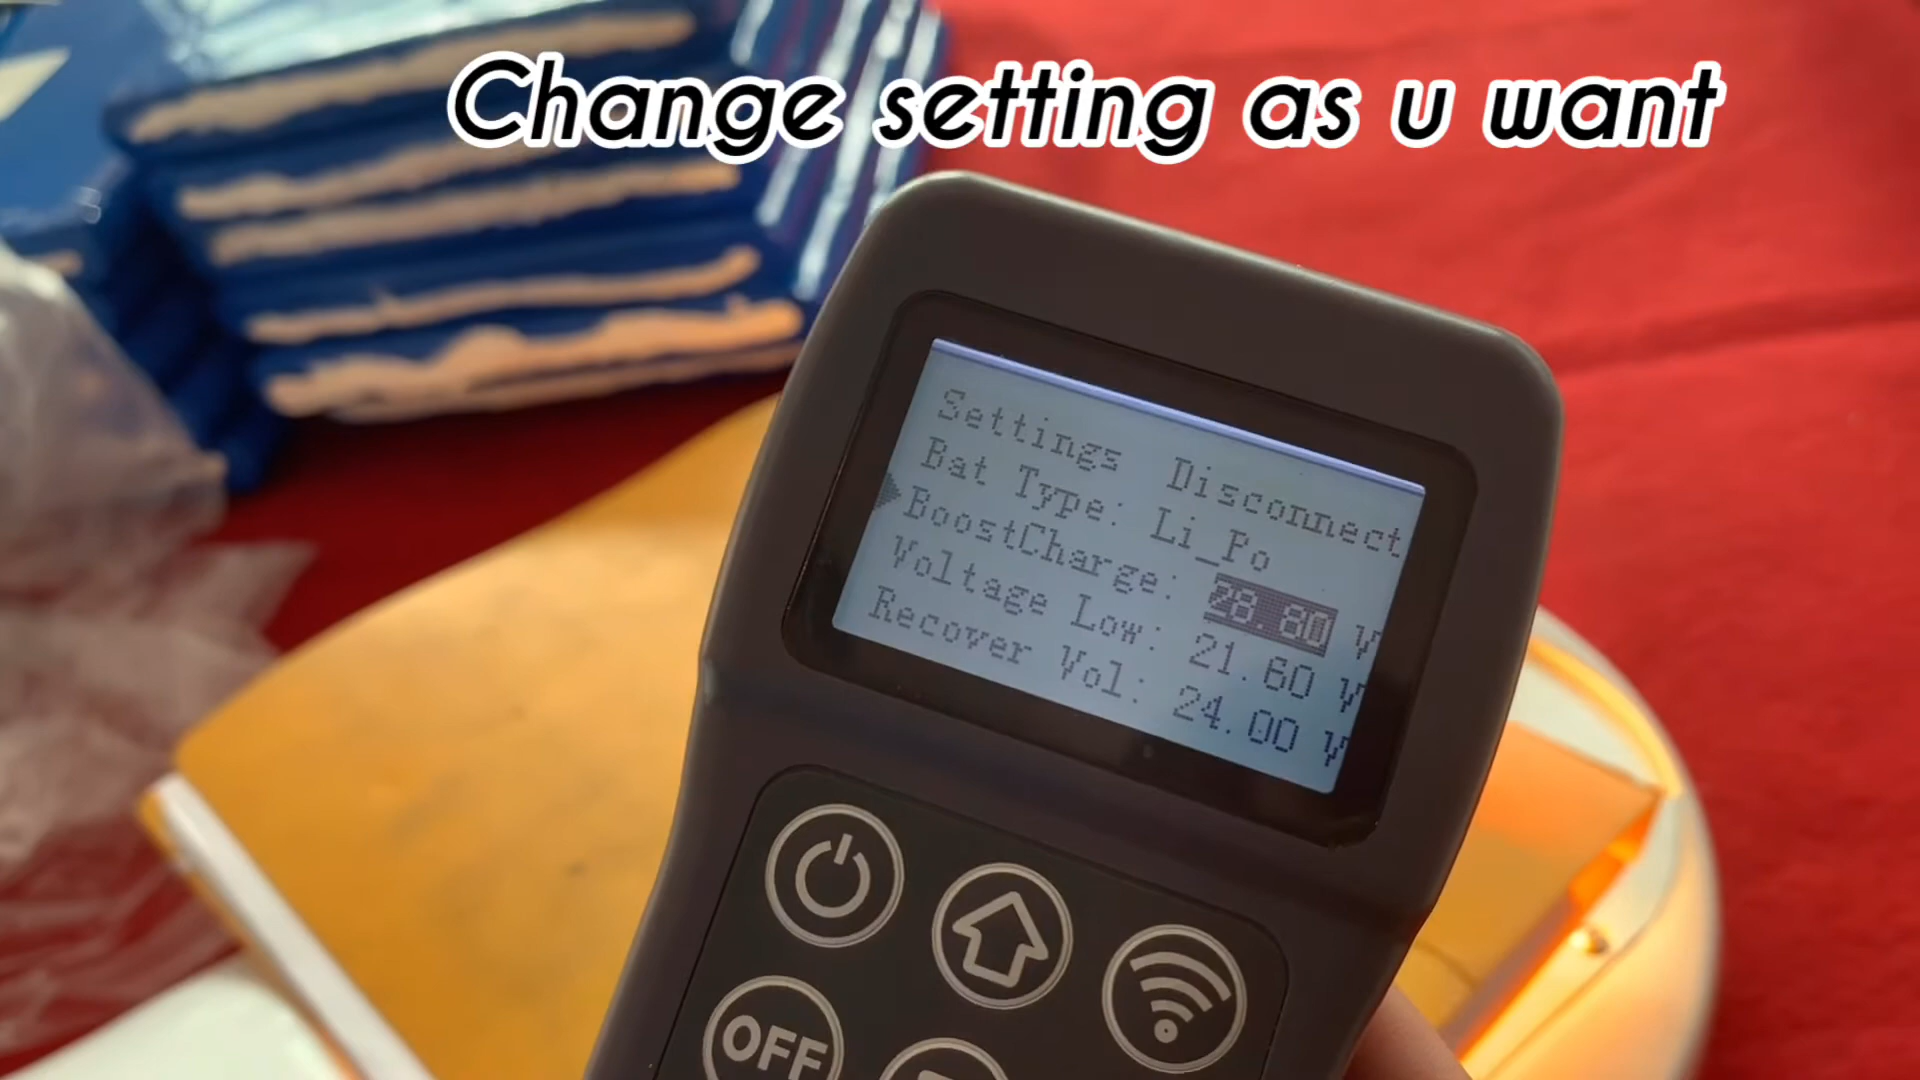 Change setting as u want
Settings Disconnect
Bat Type: Li_Po
BoostCharge: 28.80 V
Voltage Low: 21.60 V
Recover Vol: 24.00 V
OFF